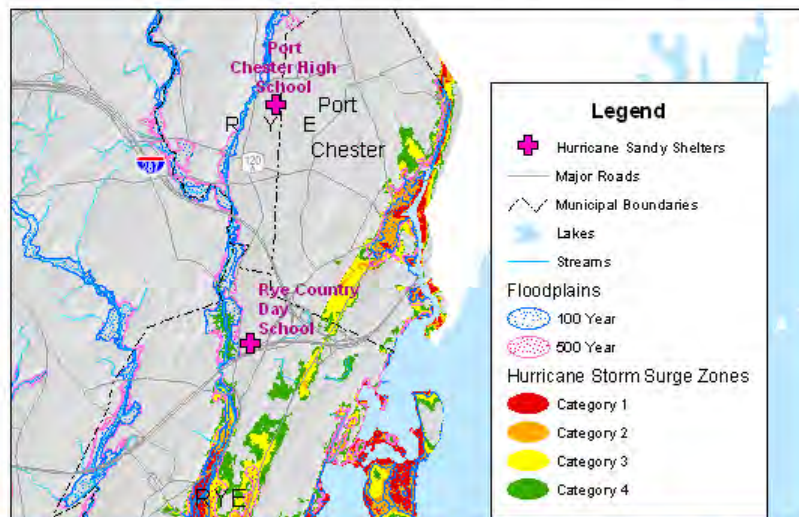 Port
Chester High
School
R Y E
Port
Chester
287
120
A
Rye Country
Day
School
RYE
Legend
Hurricane Sandy Shelters
Major Roads
Municipal Boundaries
Lakes
Streams
Floodplains
100 Year
500 Year
Hurricane Storm Surge Zones
Category 1
Category 2
Category 3
Category 4